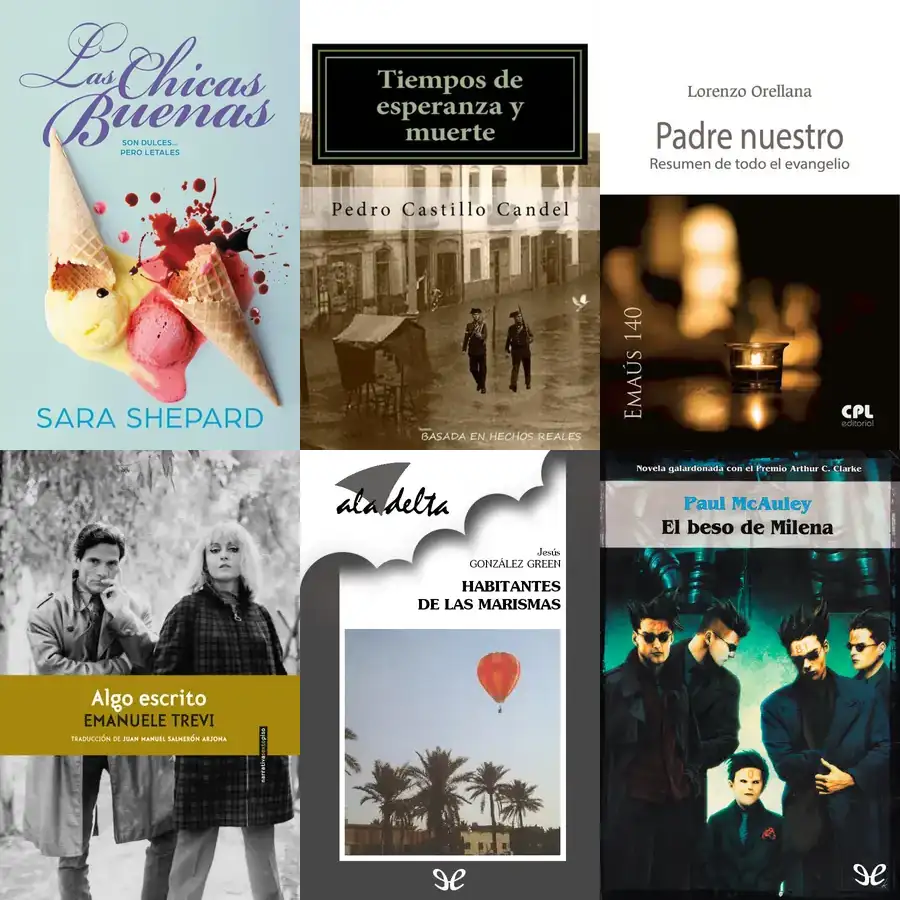 Las Chicas
Buenas
SON DULCES...
PERO LETALES
SARA SHEPARD
Tiempos de
esperanza y
muerte
Pedro Castillo Candel
BASADA EN HECHOS REALES
Lorenzo Orellana
Padre nuestro
Resumen de todo el evangelio
EMAÚS 140
CPL
editorial
Algo escrito
EMANUELE TREVI
TRADUCCIÓN DE JUAN MANUEL SALMERÓN ARJONA
narrativasextopiso
ala delta
Jesús
GONZÁLEZ GREEN
HABITANTES
DE LAS MARISMAS
Novela galardonada con el Premio Arthur C. Clarke
Paul McAuley
El beso de Milena